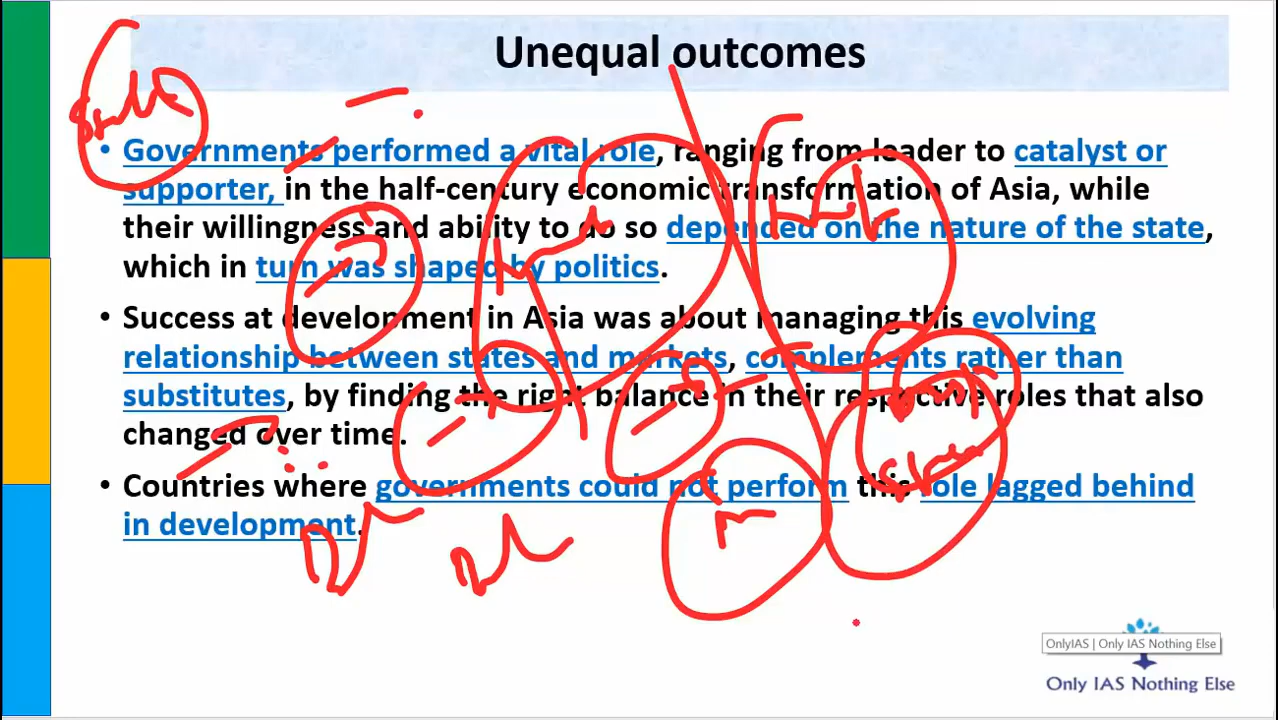 Unequal outcomes
• Governments performed a vital role, ranging from leader to catalyst or
supporter, in the half-century economic transformation of Asia, while
their willingness and ability to do so depended on the nature of the state,
which in turn was shaped by politics.
• Success at development in Asia was about managing this evolving
relationship between states and markets, complements rather than
substitutes, by finding the right balance in their respective roles that also
changed over time.
• Countries where governments could not perform this role lagged behind
in development.
OnlyIAS | Only IAS Nothing Else
Only IAS Nothing Else